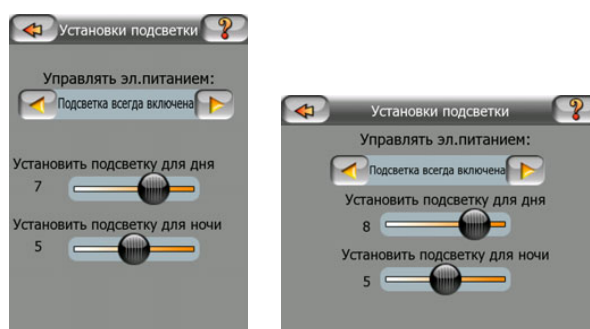 Установки подсветки
Управлять эл.питанием:
Подсветка всегда включена
Установить подсветку для дня
7
Установить подсветку для ночи
5
Установки подсветки
Управлять эл.питанием:
Подсветка всегда включена
Установить подсветку для дня
8
Установить подсветку для ночи
5